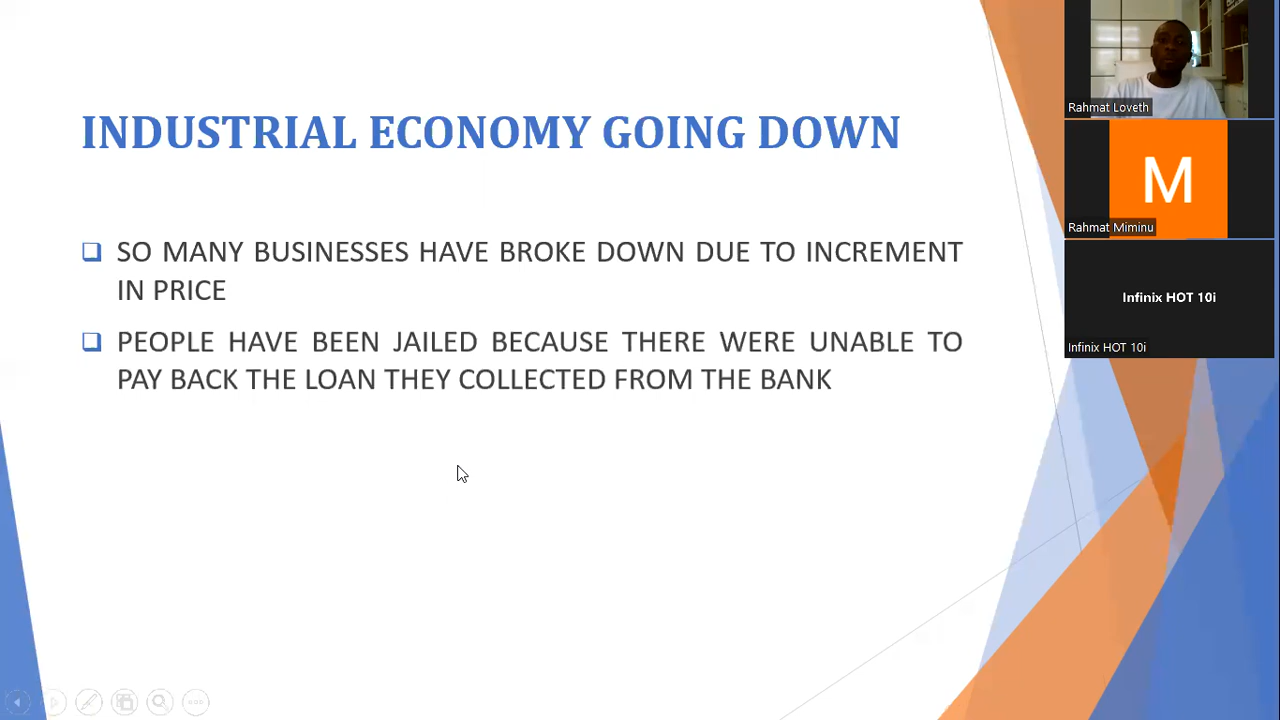 INDUSTRIAL ECONOMY GOING DOWN
SO MANY BUSINESSES HAVE BROKE DOWN DUE TO INCREMENT
IN PRICE
PEOPLE HAVE BEEN JAILED BECAUSE THERE WERE UNABLE TO
PAY BACK THE LOAN THEY COLLECTED FROM THE BANK
Rahmat Loveth
M
Rahmat Miminu
Infinix HOT 10i
Infinix HOT 10i